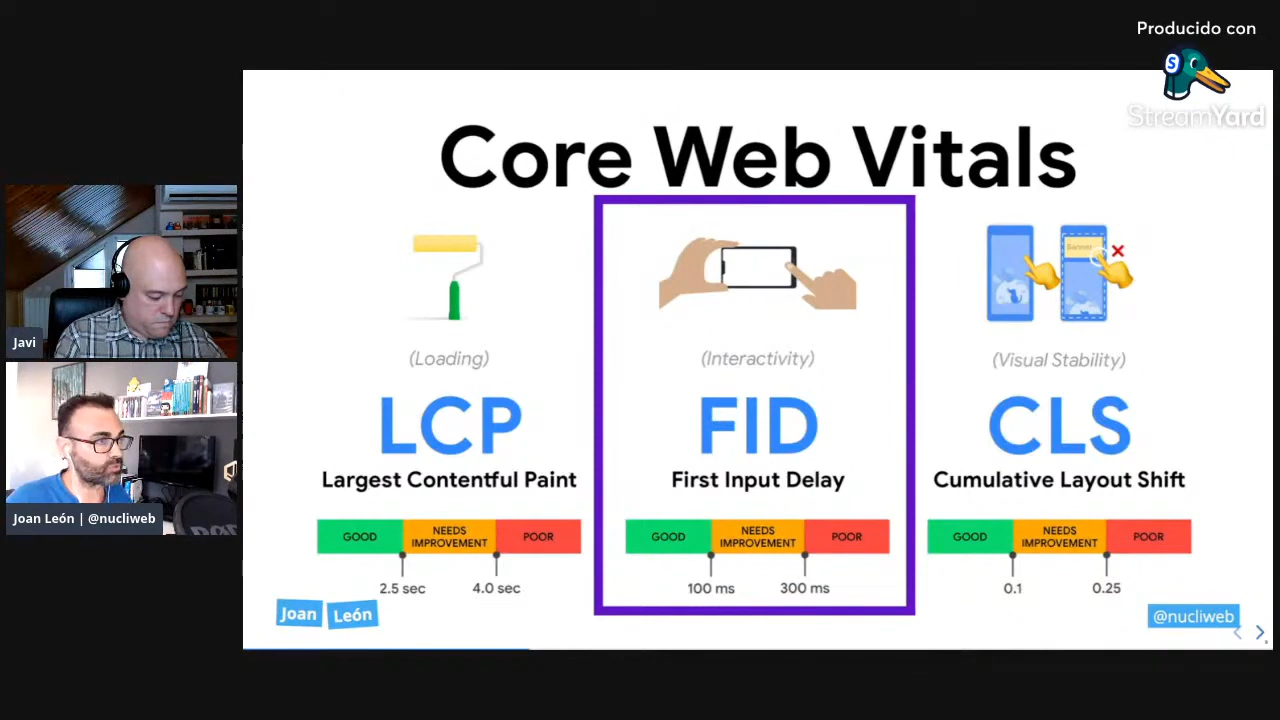 Producido con
StreamYard
Core Web Vitals
(Loading)
LCP
Largest Contentful Paint
GOOD
NEEDS
IMPROVEMENT
POOR
2.5 sec
4.0 sec
(Interactivity)
FID
First Input Delay
GOOD
NEEDS
IMPROVEMENT
POOR
100 ms
300 ms
Banner
(Visual Stability)
CLS
Cumulative Layout Shift
GOOD
NEEDS
IMPROVEMENT
POOR
0.1
0.25
Joan León
@nucliweb
Javi
Joan León | @nucliweb